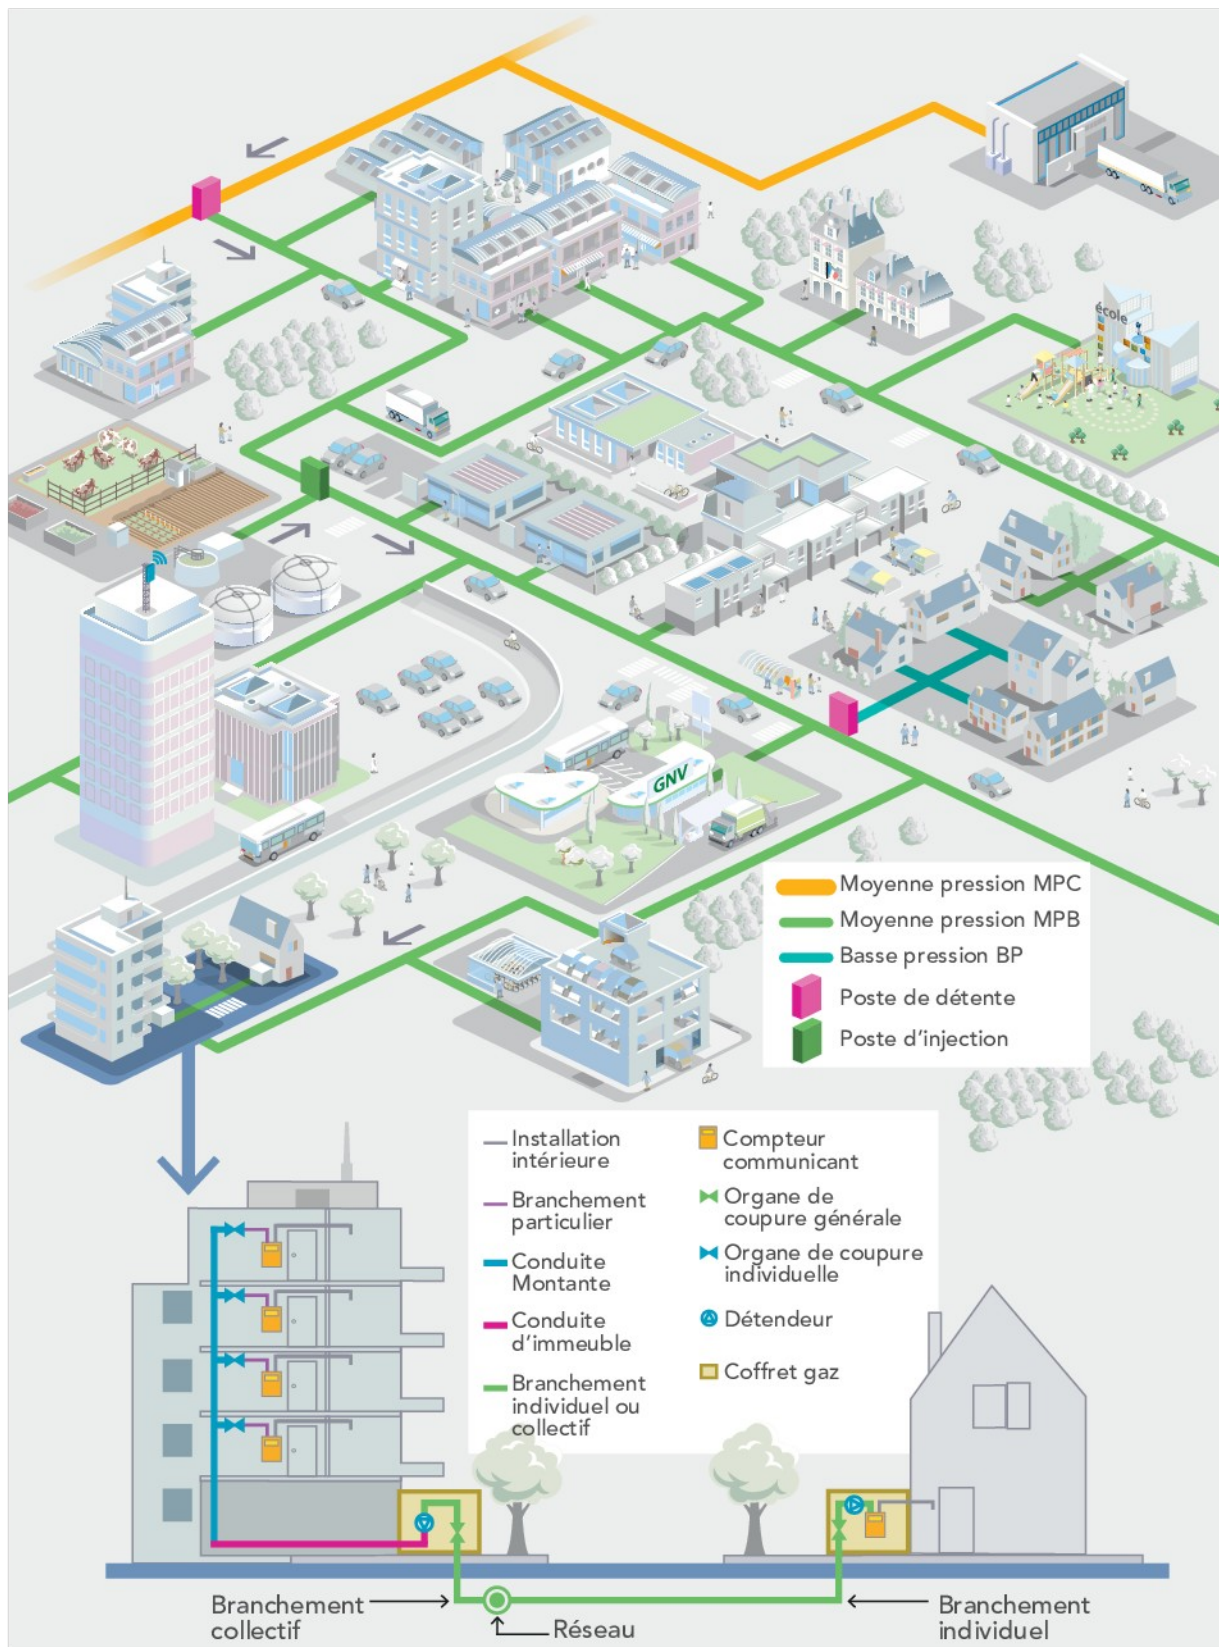 école
GNV
Moyenne pression MPC
Moyenne pression MPB
Basse pression BP
Poste de détente
Poste d'injection
Installation
intérieure
Branchement
particulier
Conduite
Montante
Conduite
d'immeuble
Branchement
individuel ou
collectif
Compteur
communicant
Organe de
coupure générale
Organe de coupure
individuelle
Détendeur
Coffret gaz
Branchement
collectif
Réseau
Branchement
individuel